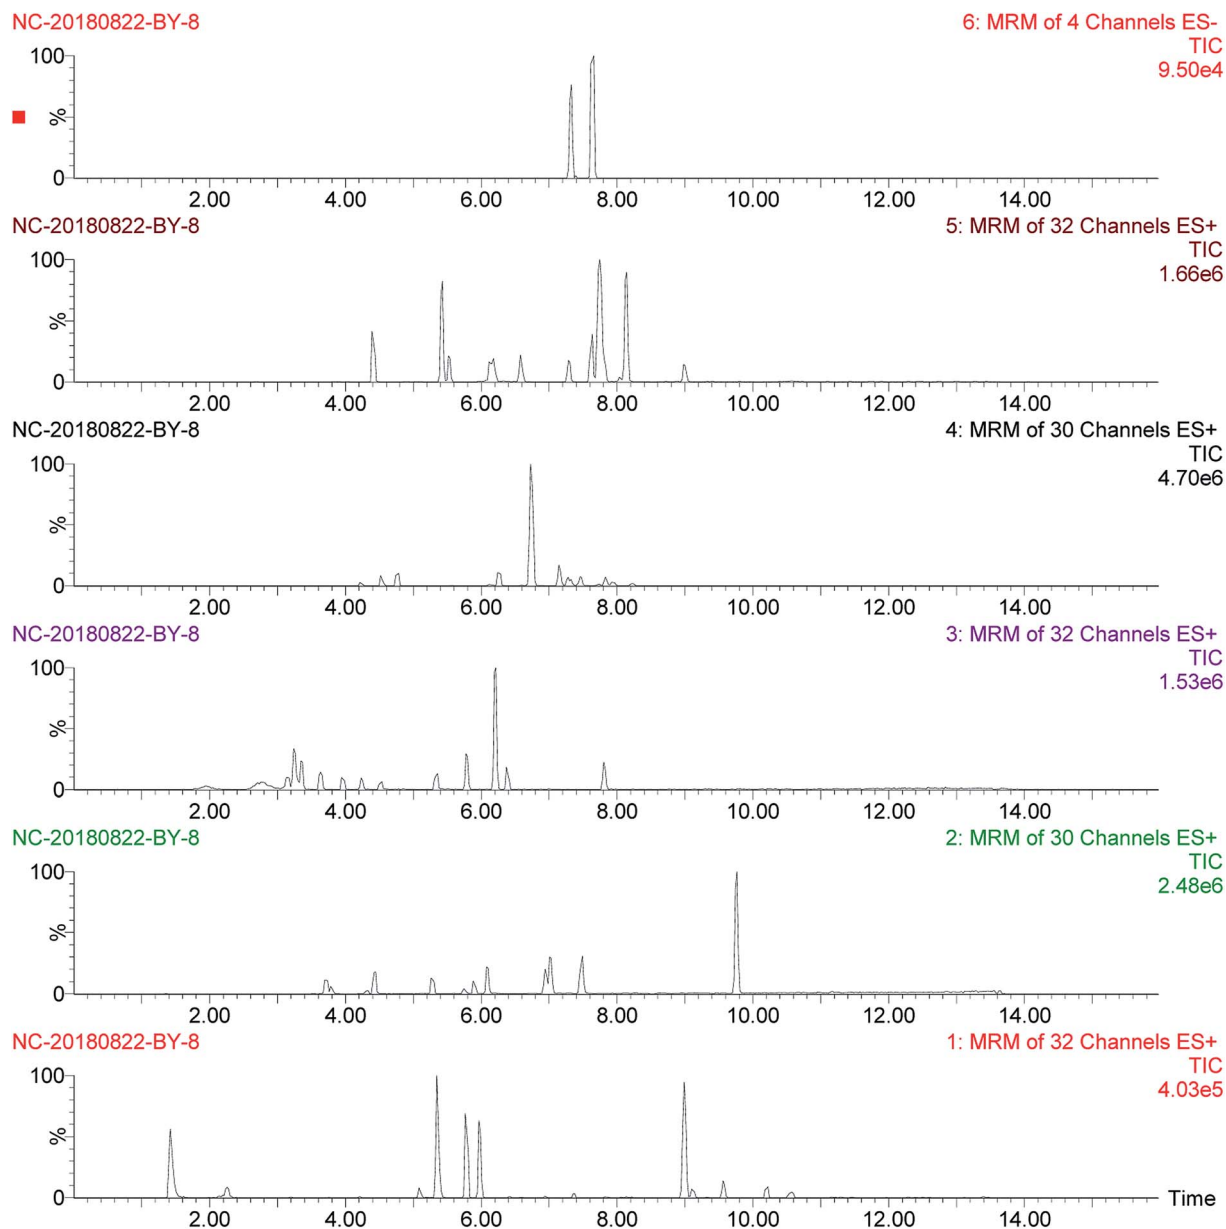 NC-20180822-BY-8
6: MRM of 4 Channels ES-
TIC
9.50e4
100
%
0
2.00 4.00 6.00 8.00 10.00 12.00 14.00
NC-20180822-BY-8
5: MRM of 32 Channels ES+
TIC
1.66e6
100
%
0
2.00 4.00 6.00 8.00 10.00 12.00 14.00
NC-20180822-BY-8
4: MRM of 30 Channels ES+
TIC
4.70e6
100
%
0
2.00 4.00 6.00 8.00 10.00 12.00 14.00
NC-20180822-BY-8
3: MRM of 32 Channels ES+
TIC
1.53e6
100
%
0
2.00 4.00 6.00 8.00 10.00 12.00 14.00
NC-20180822-BY-8
2: MRM of 30 Channels ES+
TIC
2.48e6
100
%
0
2.00 4.00 6.00 8.00 10.00 12.00 14.00
NC-20180822-BY-8
1: MRM of 32 Channels ES+
TIC
4.03e5
100
%
0
Time
2.00 4.00 6.00 8.00 10.00 12.00 14.00